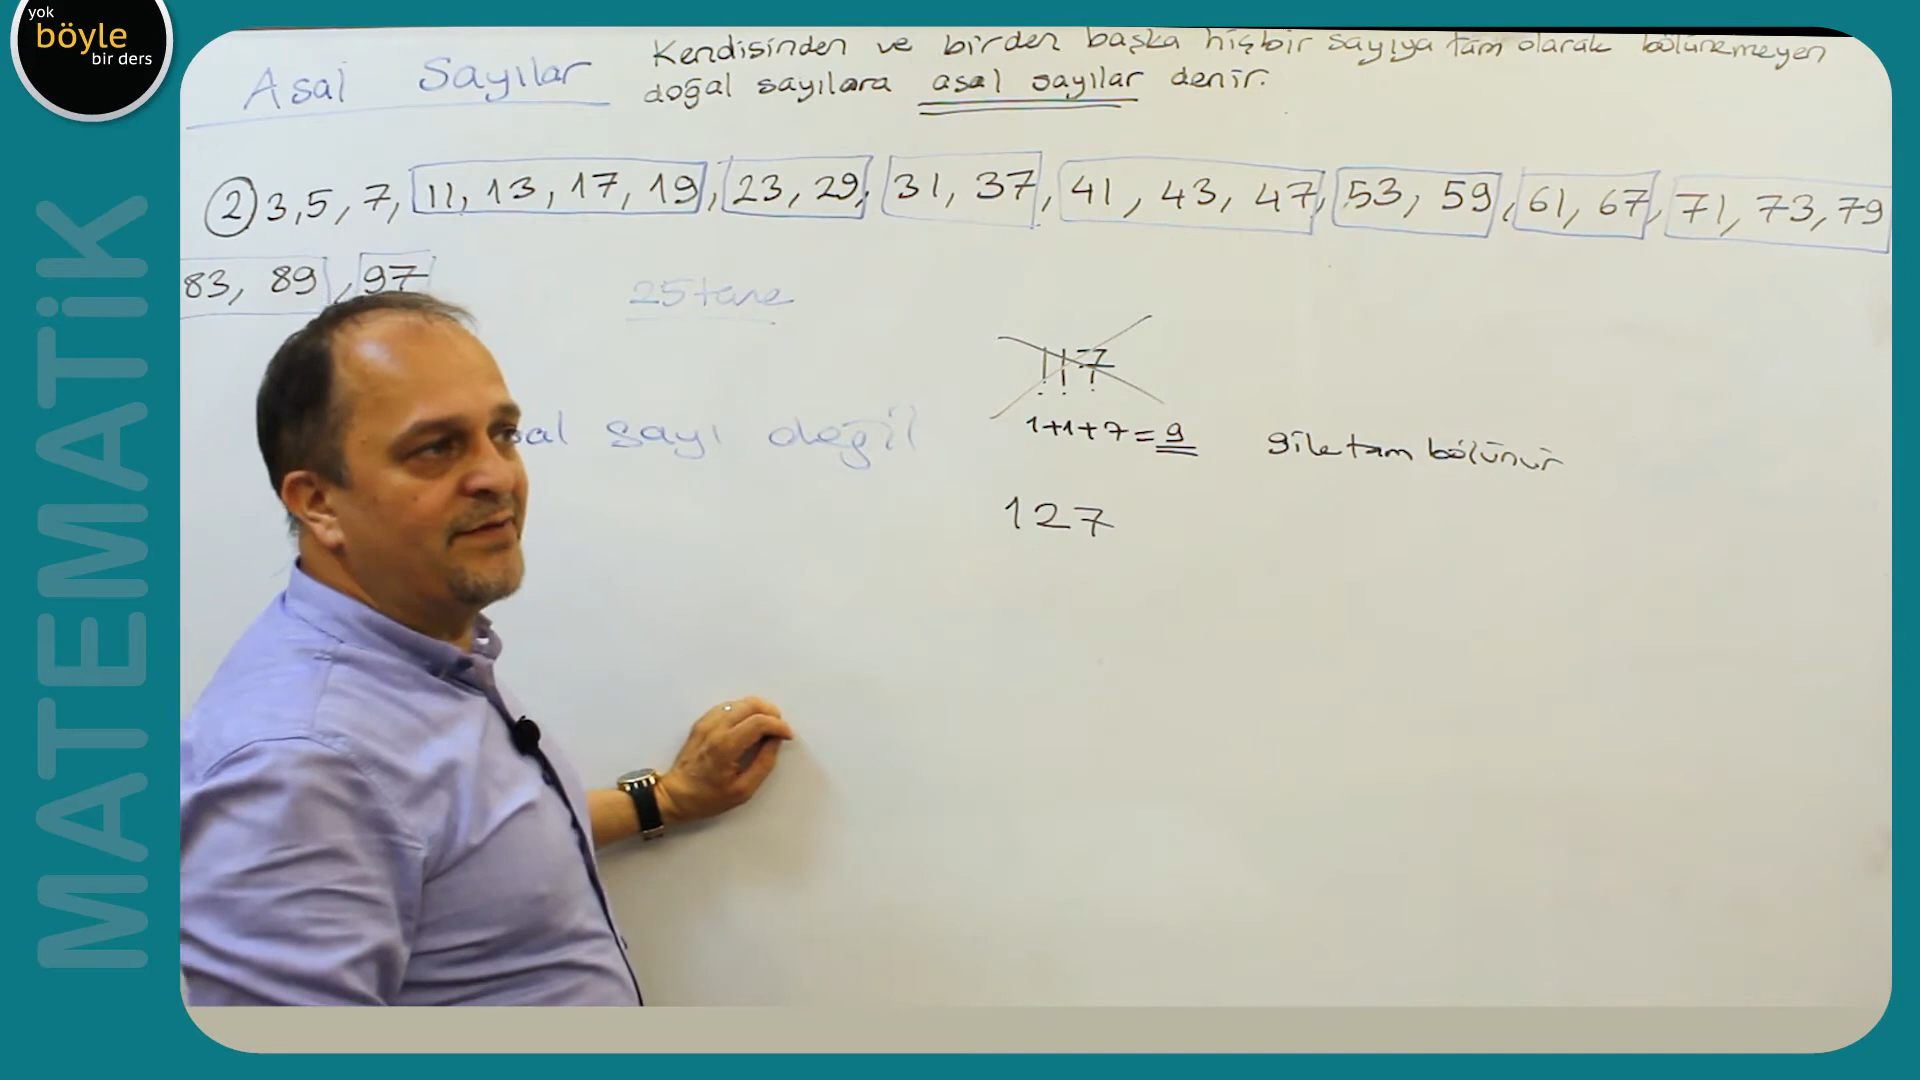 yok
böyle
bir ders
MATEMATİK
Asal Sayılar
Kendisinden ve birden başka hiçbir sayıya tam olarak bölünemeyen
doğal sayılara asal sayılar denir.
2 3, 5, 7, 11, 13, 17, 19, 23, 29, 31, 37, 41, 43, 47, 53, 59, 61, 67, 71, 73, 79
83, 89, 97
25 tane
117
sayı değil
1+1+7=9 9 ile tam bölünür
127